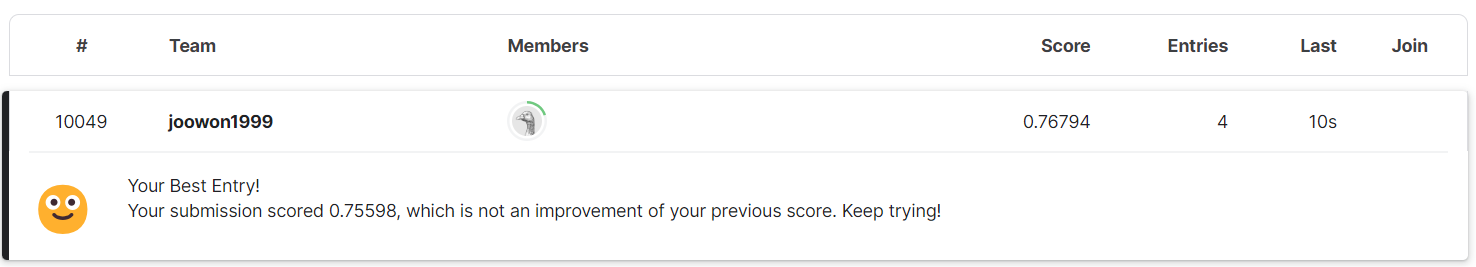 # Team Members Score Entries Last Join
10049 joowon1999 0.76794 4 10s
Your Best Entry!
Your submission scored 0.75598, which is not an improvement of your previous score. Keep trying!